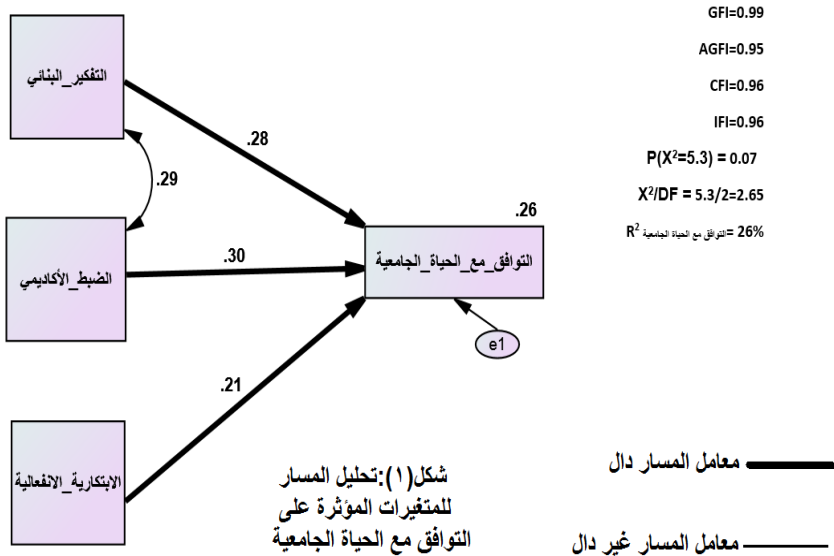 GFI=0.99
AGFI=0.95
CFI=0.96
IFI=0.96
P(X²=5.3) = 0.07
X²/DF = 5.3/2=2.65
R² التوافق مع الحياة الجامعية= 26%
التفكير_البنائي
.28
.29
.26
الضبط_الأكاديمي
.30
التوافق_مع_الحياة_الجامعية
e1
.21
الابتكارية_الانفعالية
شكل(١):تحليل المسار
للمتغيرات المؤثرة على
التوافق مع الحياة الجامعية
معامل المسار دال
معامل المسار غير دال